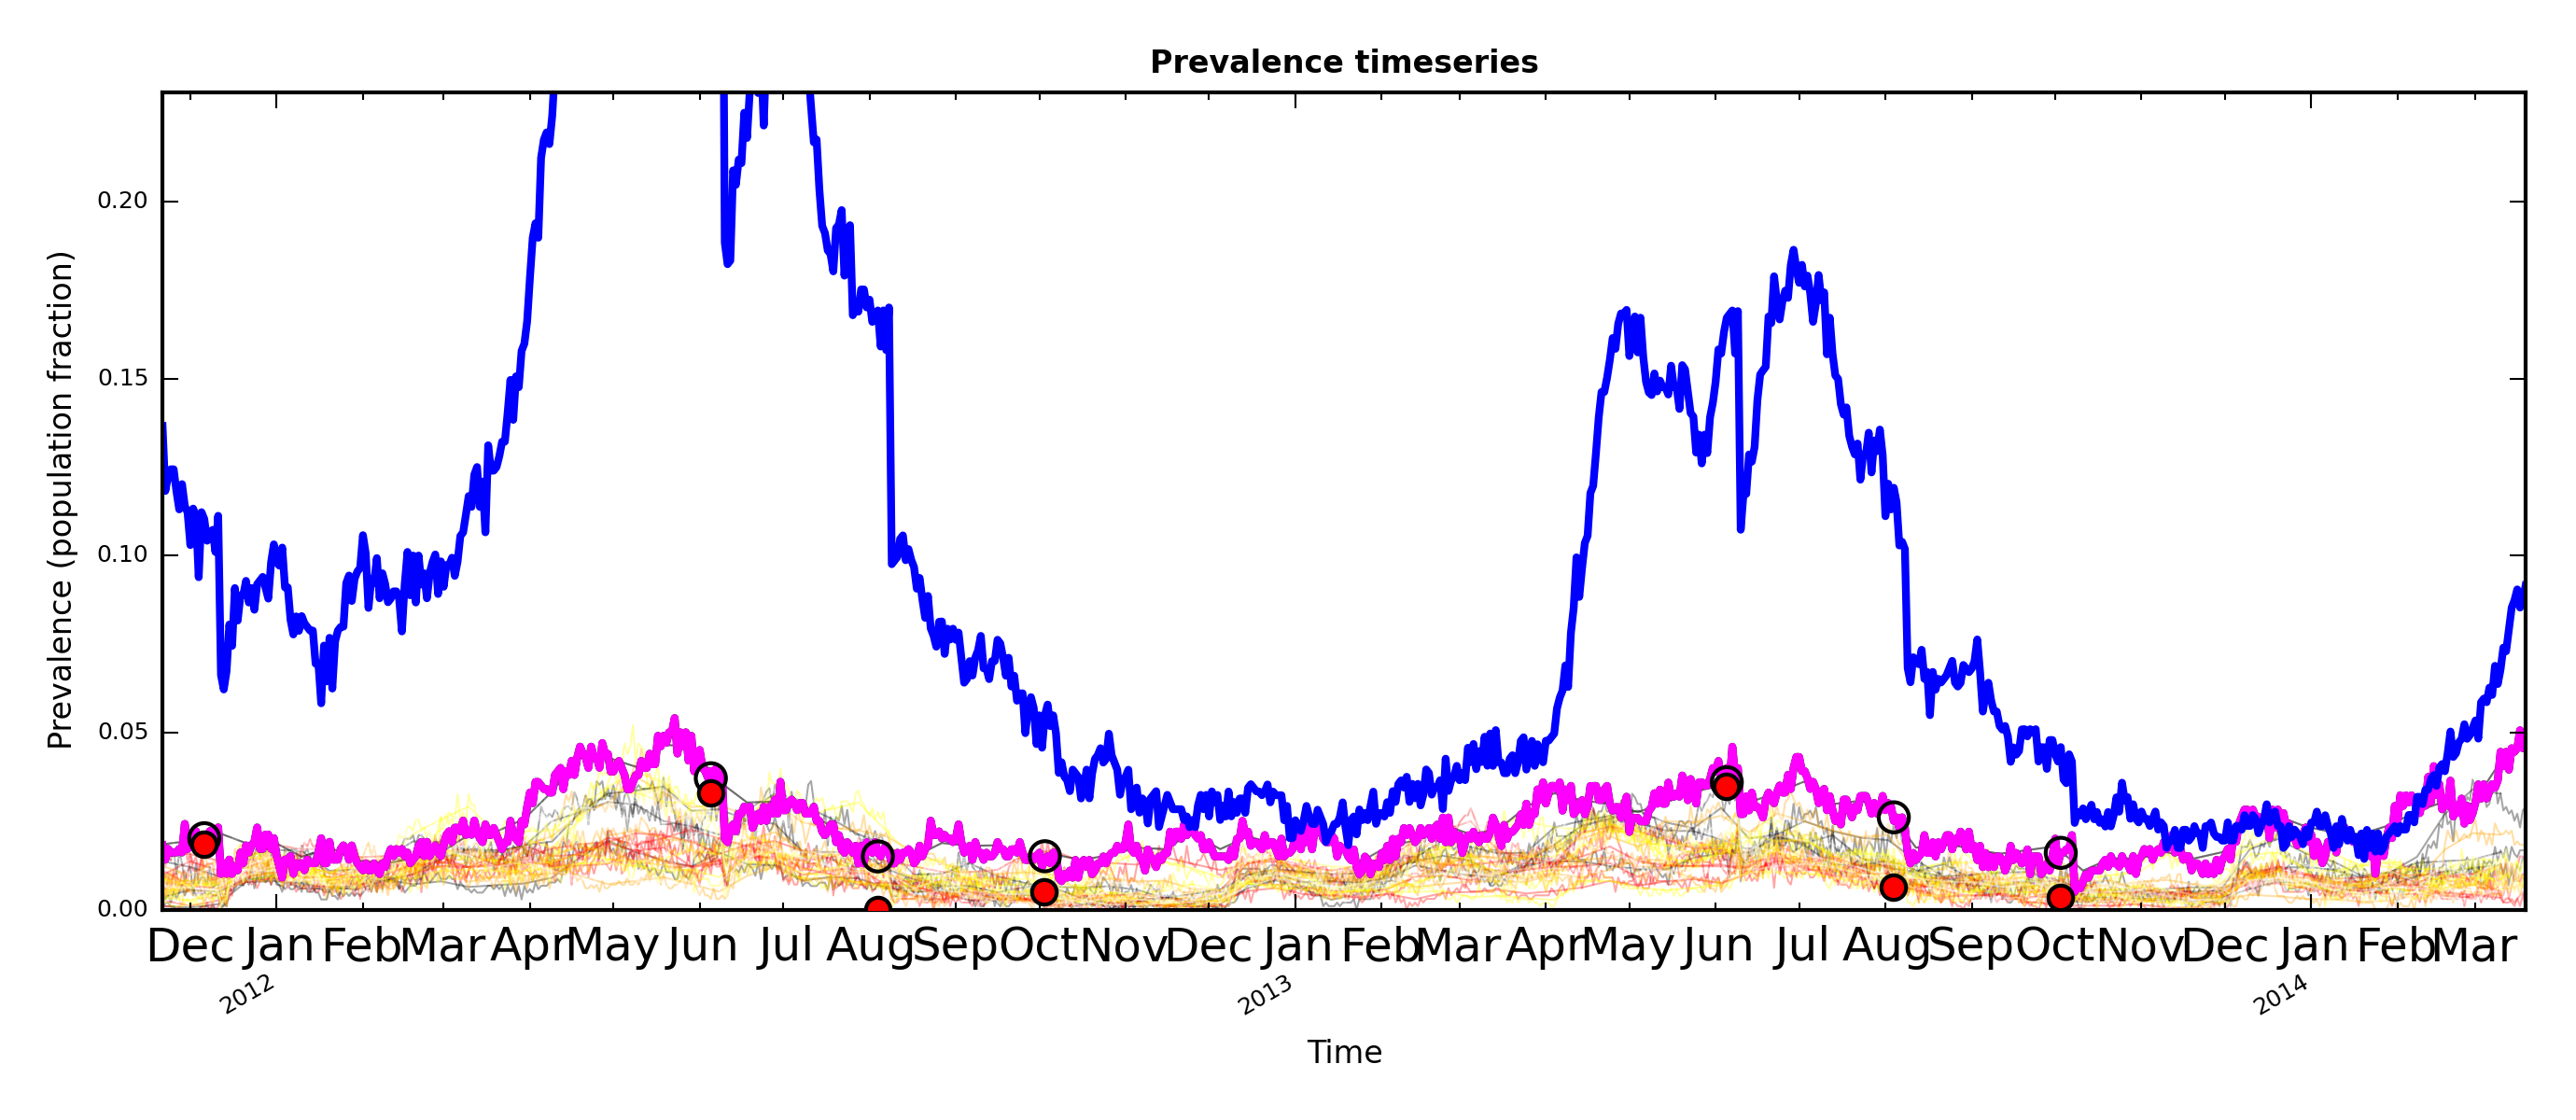 Prevalence timeseries
Prevalence (population fraction)
0.20
0.15
0.10
0.05
0.00
Dec Jan Feb Mar Apr May Jun Jul Aug Sep Oct Nov Dec Jan Feb Mar Apr May Jun Jul Aug Sep Oct Nov Dec Jan Feb Mar
2012 2013 2014
Time